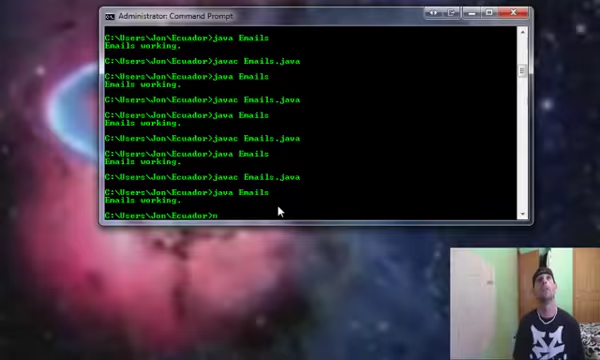 Administrator: Command Prompt
C:\Users\Jon\Ecuador>java Emails
Emails working.
C:\Users\Jon\Ecuador>javac Emails.java
C:\Users\Jon\Ecuador>java Emails
Emails working.
C:\Users\Jon\Ecuador>javac Emails.java
C:\Users\Jon\Ecuador>java Emails
Emails working.
C:\Users\Jon\Ecuador>javac Emails.java
C:\Users\Jon\Ecuador>java Emails
Emails working.
C:\Users\Jon\Ecuador>javac Emails.java
C:\Users\Jon\Ecuador>java Emails
Emails working.
C:\Users\Jon\Ecuador>n